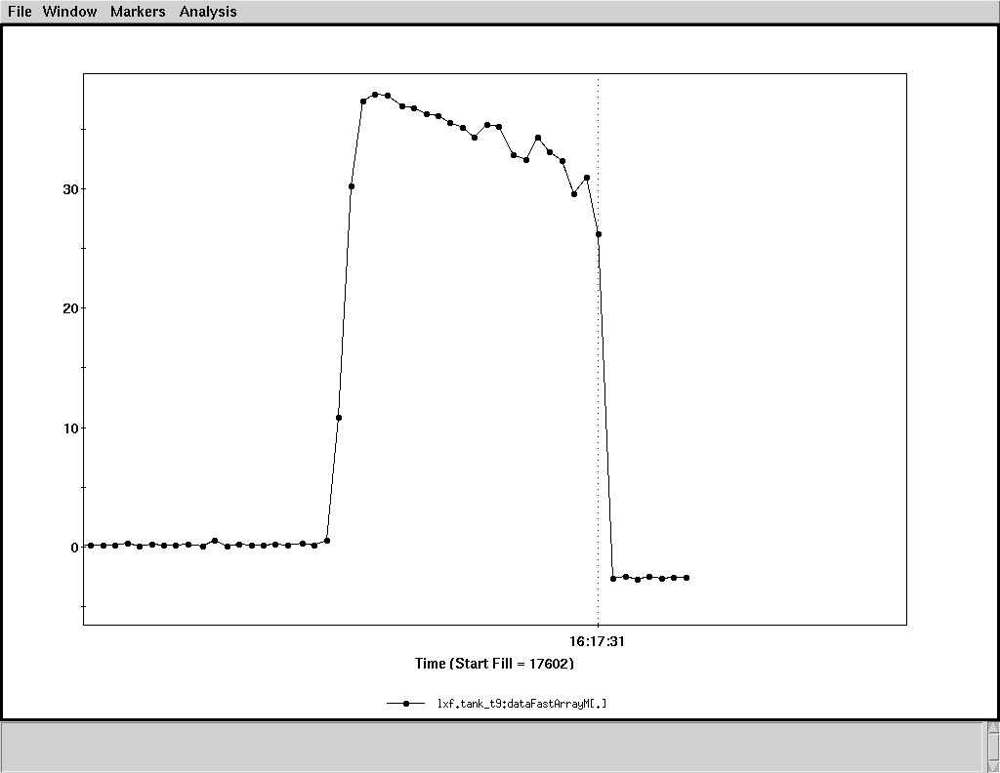 File Window Markers Analysis
30
20
10
0
16:17:31
Time (Start Fill = 17602)
lxf.tank_t9:dataFastArrayM[.]